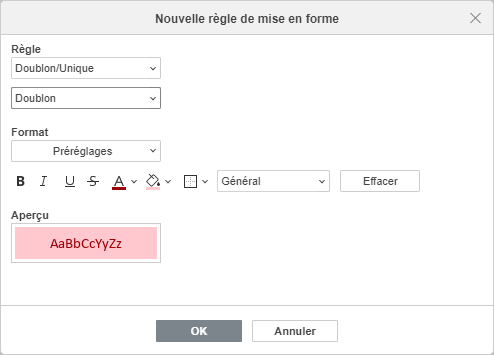 Nouvelle règle de mise en forme
Règle
Doublon/Unique
Doublon
Format
Préréglages
B I U S A Général Effacer
Aperçu
AaBbCcYyZz
OK Annuler